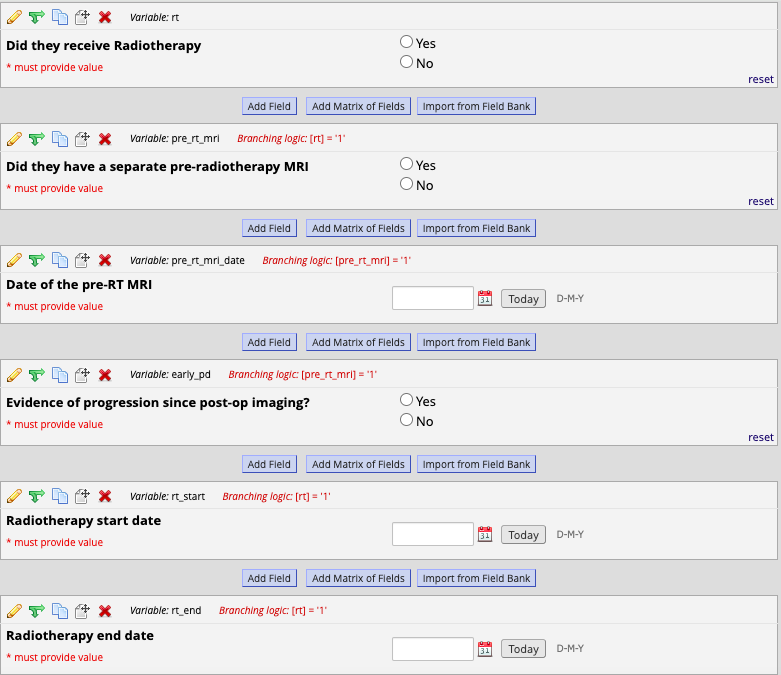 Variable: rt
Did they receive Radiotherapy
Yes
* must provide value
No
reset
Add Field Add Matrix of Fields Import from Field Bank
Variable: pre_rt_mri Branching logic: [rt] = '1'
Did they have a separate pre-radiotherapy MRI
Yes
* must provide value
No
reset
Add Field Add Matrix of Fields Import from Field Bank
Variable: pre_rt_mri_date Branching logic: [pre_rt_mri] = '1'
Date of the pre-RT MRI
* must provide value
31 Today D-M-Y
Add Field Add Matrix of Fields Import from Field Bank
Variable: early_pd Branching logic: [pre_rt_mri] = '1'
Evidence of progression since post-op imaging?
Yes
* must provide value
No
reset
Add Field Add Matrix of Fields Import from Field Bank
Variable: rt_start Branching logic: [rt] = '1'
Radiotherapy start date
* must provide value
31 Today D-M-Y
Add Field Add Matrix of Fields Import from Field Bank
Variable: rt_end Branching logic: [rt] = '1'
Radiotherapy end date
* must provide value
31 Today D-M-Y